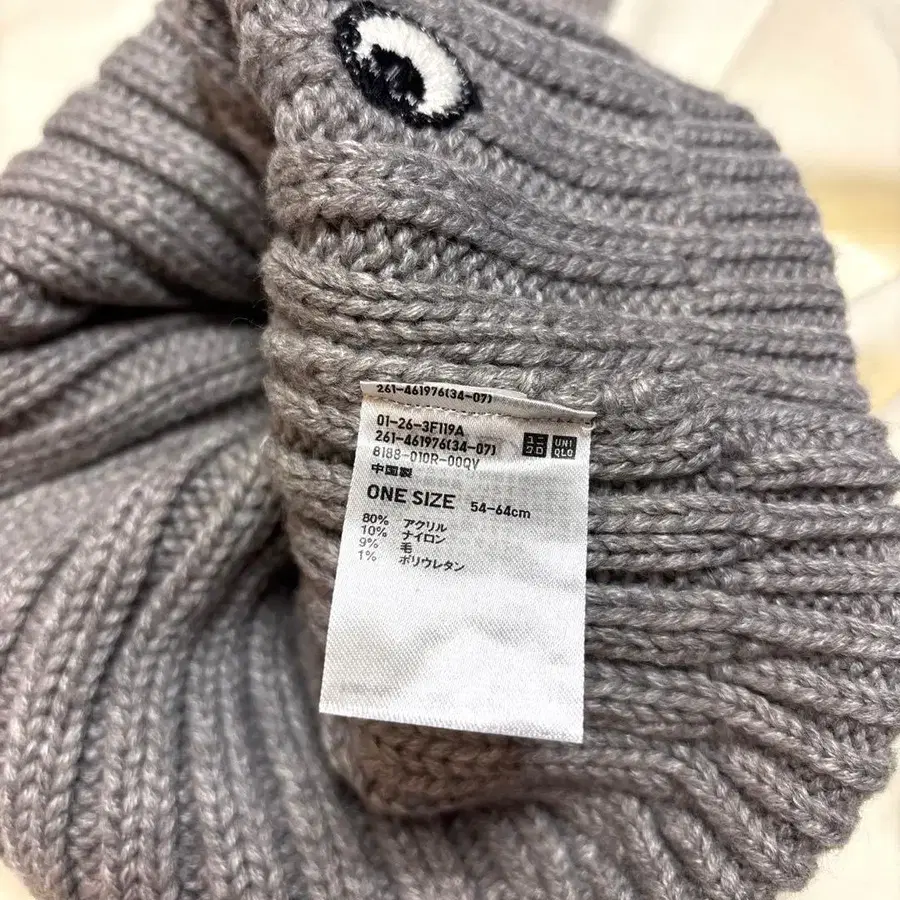 261-461976(34-07)
01-26-3F119A
261-461976(34-07)
8188-010R-00QV
ユニクロ UNIQLO
中国製
ONE SIZE 54-64cm
80% アクリル
10% ナイロン
9% 毛
1% ポリウレタン